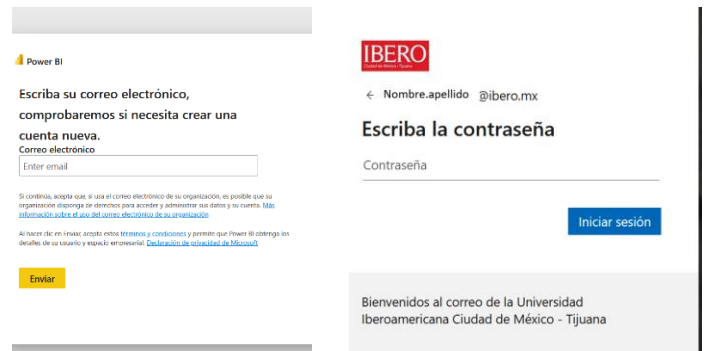 Power BI
Escriba su correo electrónico,
comprobaremos si necesita crear una
cuenta nueva.
Correo electrónico
Enter email
Si continúa, acepta que, si usa el correo electrónico de su organización, es posible que su
organización disponga de derechos para acceder y administrar sus datos y su cuenta. Más
información sobre el uso del correo electrónico de su organización
Al hacer clic en Enviar, acepta estos términos y condiciones y permite que Power BI obtenga los
detalles de su usuario y espacio empresarial. Declaración de privacidad de Microsoft
Enviar
IBERO
Ciudad de México - Tijuana
Nombre.apellido @ibero.mx
Escriba la contraseña
Contraseña
Iniciar sesión
Bienvenidos al correo de la Universidad
Iberoamericana Ciudad de México - Tijuana